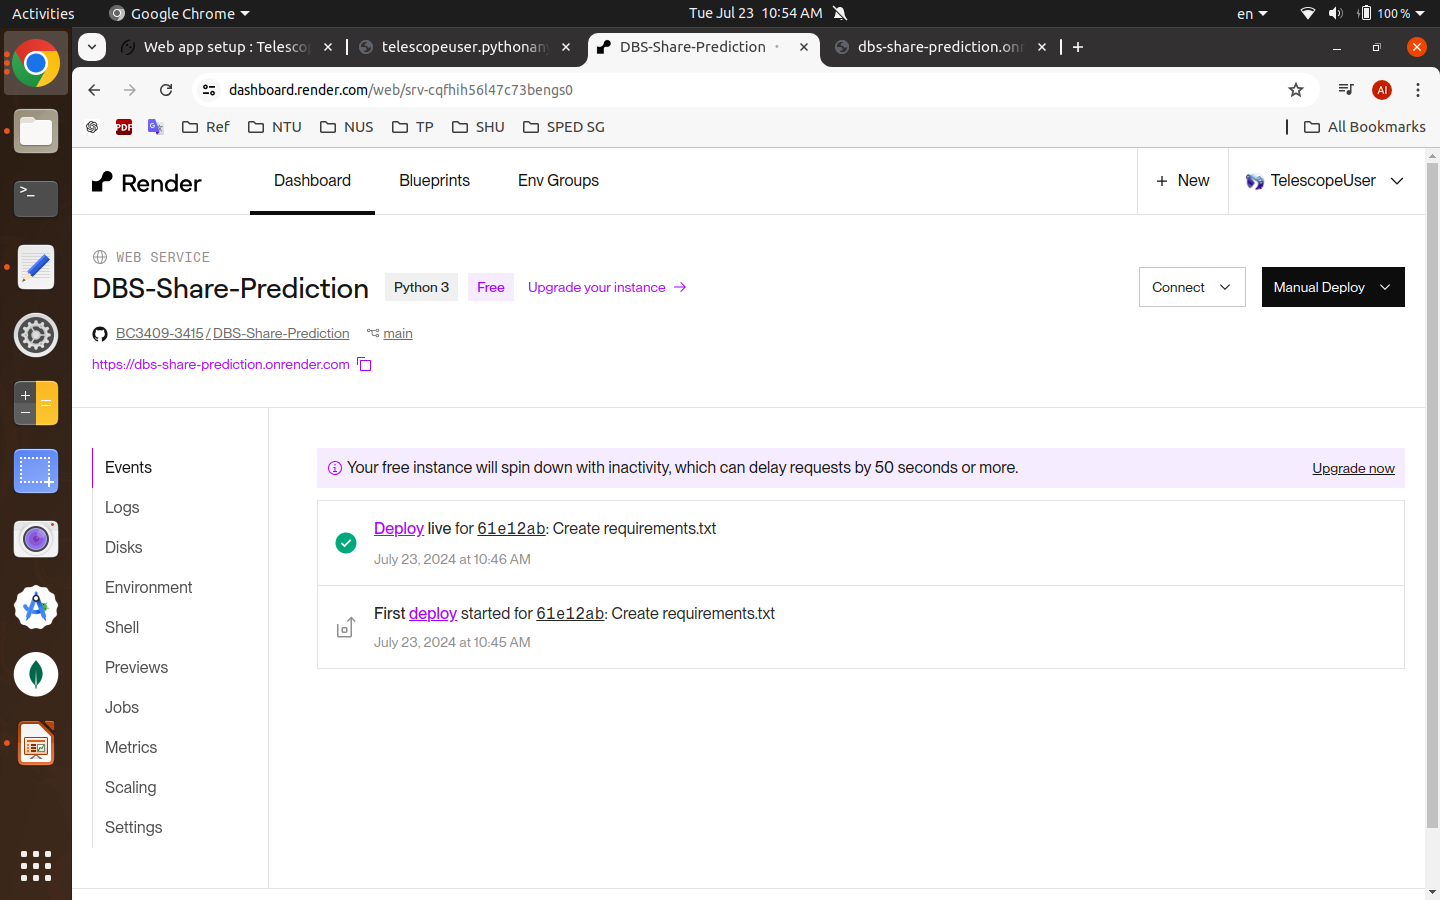 Activities
Google Chrome
Tue Jul 23 10:54 AM
en
100 %
Web app setup : Telescop
telescopeuser.pythonany
DBS-Share-Prediction
dbs-share-prediction.onr
dashboard.render.com/web/srv-cqfhih56l47c73bengs0
AI
PDF
Ref
NTU
NUS
TP
SHU
SPED SG
All Bookmarks
Render
Dashboard
Blueprints
Env Groups
+ New
TelescopeUser
WEB SERVICE
DBS-Share-Prediction
Python 3
Free
Upgrade your instance
Connect
Manual Deploy
BC3409-3415 / DBS-Share-Prediction
main
https://dbs-share-prediction.onrender.com
Events
Logs
Disks
Environment
Shell
Previews
Jobs
Metrics
Scaling
Settings
Your free instance will spin down with inactivity, which can delay requests by 50 seconds or more.
Upgrade now
Deploy live for 61e12ab: Create requirements.txt
July 23, 2024 at 10:46 AM
First deploy started for 61e12ab: Create requirements.txt
July 23, 2024 at 10:45 AM